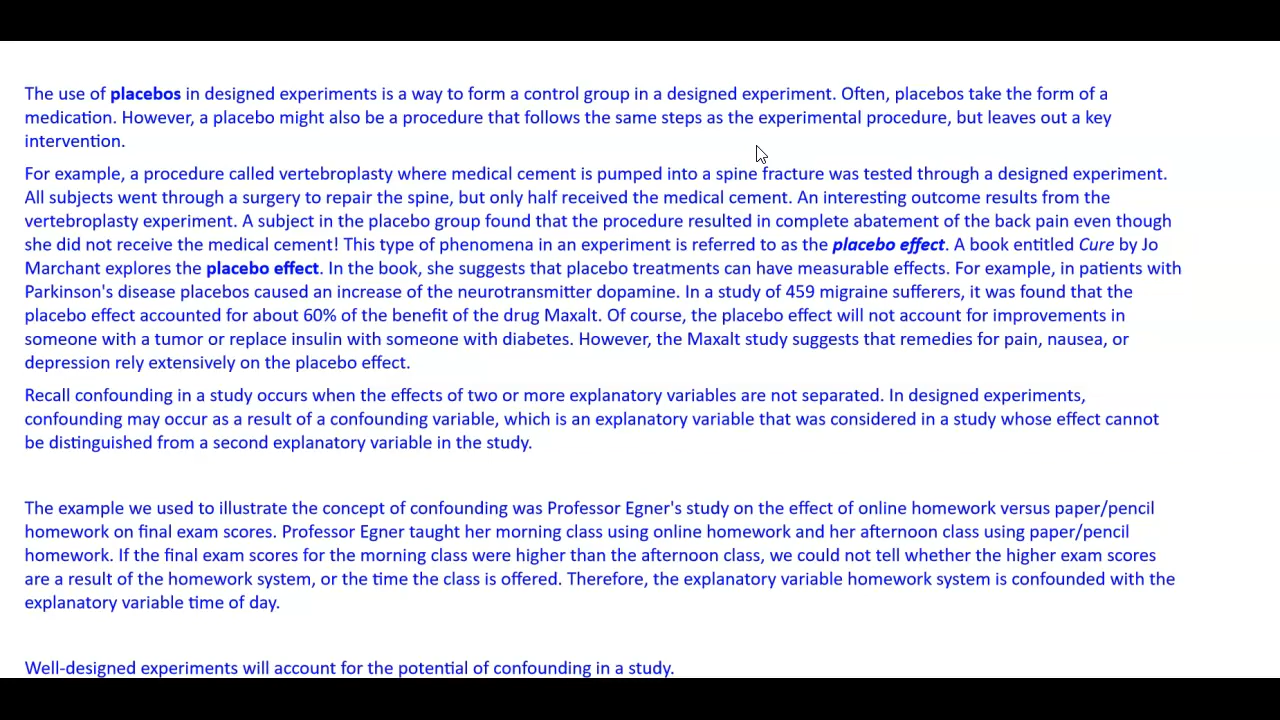 The use of placebos in designed experiments is a way to form a control group in a designed experiment. Often, placebos take the form of a
medication. However, a placebo might also be a procedure that follows the same steps as the experimental procedure, but leaves out a key
intervention.
For example, a procedure called vertebroplasty where medical cement is pumped into a spine fracture was tested through a designed experiment.
All subjects went through a surgery to repair the spine, but only half received the medical cement. An interesting outcome results from the
vertebroplasty experiment. A subject in the placebo group found that the procedure resulted in complete abatement of the back pain even though
she did not receive the medical cement! This type of phenomena in an experiment is referred to as the placebo effect. A book entitled Cure by Jo
Marchant explores the placebo effect. In the book, she suggests that placebo treatments can have measurable effects. For example, in patients with
Parkinson's disease placebos caused an increase of the neurotransmitter dopamine. In a study of 459 migraine sufferers, it was found that the
placebo effect accounted for about 60% of the benefit of the drug Maxalt. Of course, the placebo effect will not account for improvements in
someone with a tumor or replace insulin with someone with diabetes. However, the Maxalt study suggests that remedies for pain, nausea, or
depression rely extensively on the placebo effect.
Recall confounding in a study occurs when the effects of two or more explanatory variables are not separated. In designed experiments,
confounding may occur as a result of a confounding variable, which is an explanatory variable that was considered in a study whose effect cannot
be distinguished from a second explanatory variable in the study.
The example we used to illustrate the concept of confounding was Professor Egner's study on the effect of online homework versus paper/pencil
homework on final exam scores. Professor Egner taught her morning class using online homework and her afternoon class using paper/pencil
homework. If the final exam scores for the morning class were higher than the afternoon class, we could not tell whether the higher exam scores
are a result of the homework system, or the time the class is offered. Therefore, the explanatory variable homework system is confounded with the
explanatory variable time of day.
Well-designed experiments will account for the potential of confounding in a study.